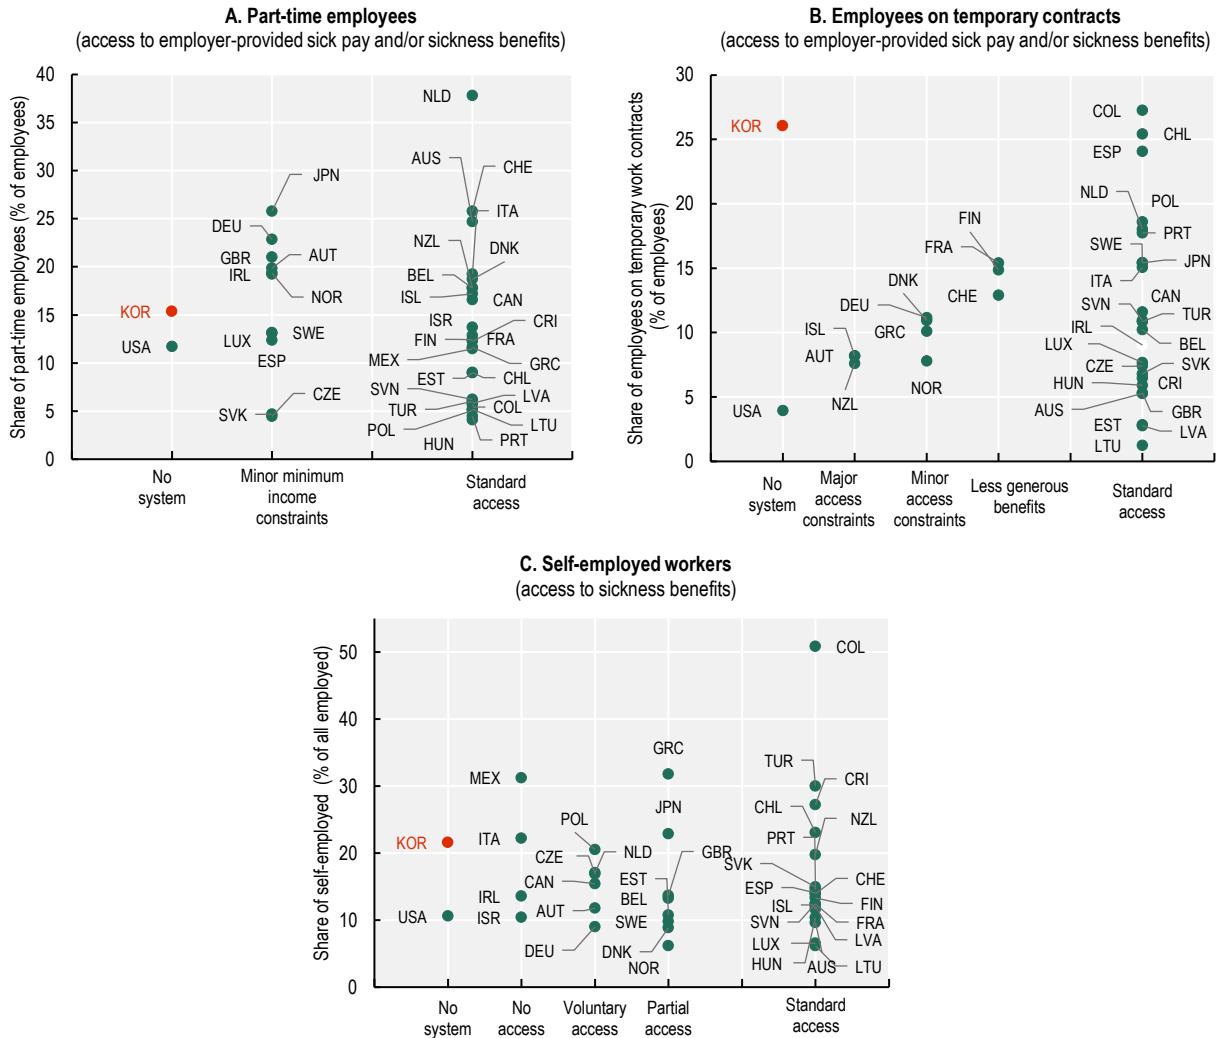 A. Part-time employees
(access to employer-provided sick pay and/or sickness benefits)
Share of part-time employees (% of employees)
40
35
30
25
20
15
10
5
0
NLD
AUS
CHE
JPN
ITA
DEU
NZL
DNK
GBR
AUT
IRL
BEL
NOR
ISL
CAN
KOR
ISR
CRI
USA
LUX
SWE
FIN
FRA
ESP
MEX
GRC
EST
CHL
CZE
SVN
LVA
SVK
TUR
COL
POL
LTU
HUN
PRT
No
system
Minor minimum
income
constraints
Standard
access
B. Employees on temporary contracts
(access to employer-provided sick pay and/or sickness benefits)
Share of employees on temporary work contracts
(% of employees)
30
25
20
15
10
5
0
COL
KOR
CHL
ESP
NLD
POL
FIN
PRT
FRA
SWE
JPN
DNK
ITA
CHE
CAN
DEU
SVN
TUR
ISL
GRC
IRL
BEL
AUT
LUX
CZE
SVK
NOR
HUN
CRI
USA
NZL
AUS
GBR
EST
LVA
LTU
No
system
Major
access
constraints
Minor
access
constraints
Less generous
benefits
Standard
access
C. Self-employed workers
(access to sickness benefits)
Share of self-employed (% of all employed)
50
40
30
20
10
0
COL
GRC
TUR
MEX
CRI
JPN
CHL
POL
NZL
KOR
ITA
PRT
CZE
NLD
GBR
SVK
CAN
EST
CHE
IRL
BEL
ESP
FIN
USA
ISR
AUT
SWE
ISL
SVN
FRA
DEU
DNK
LUX
LVA
NOR
HUN
AUS
LTU
No
system
No
access
Voluntary
access
Partial
access
Standard
access